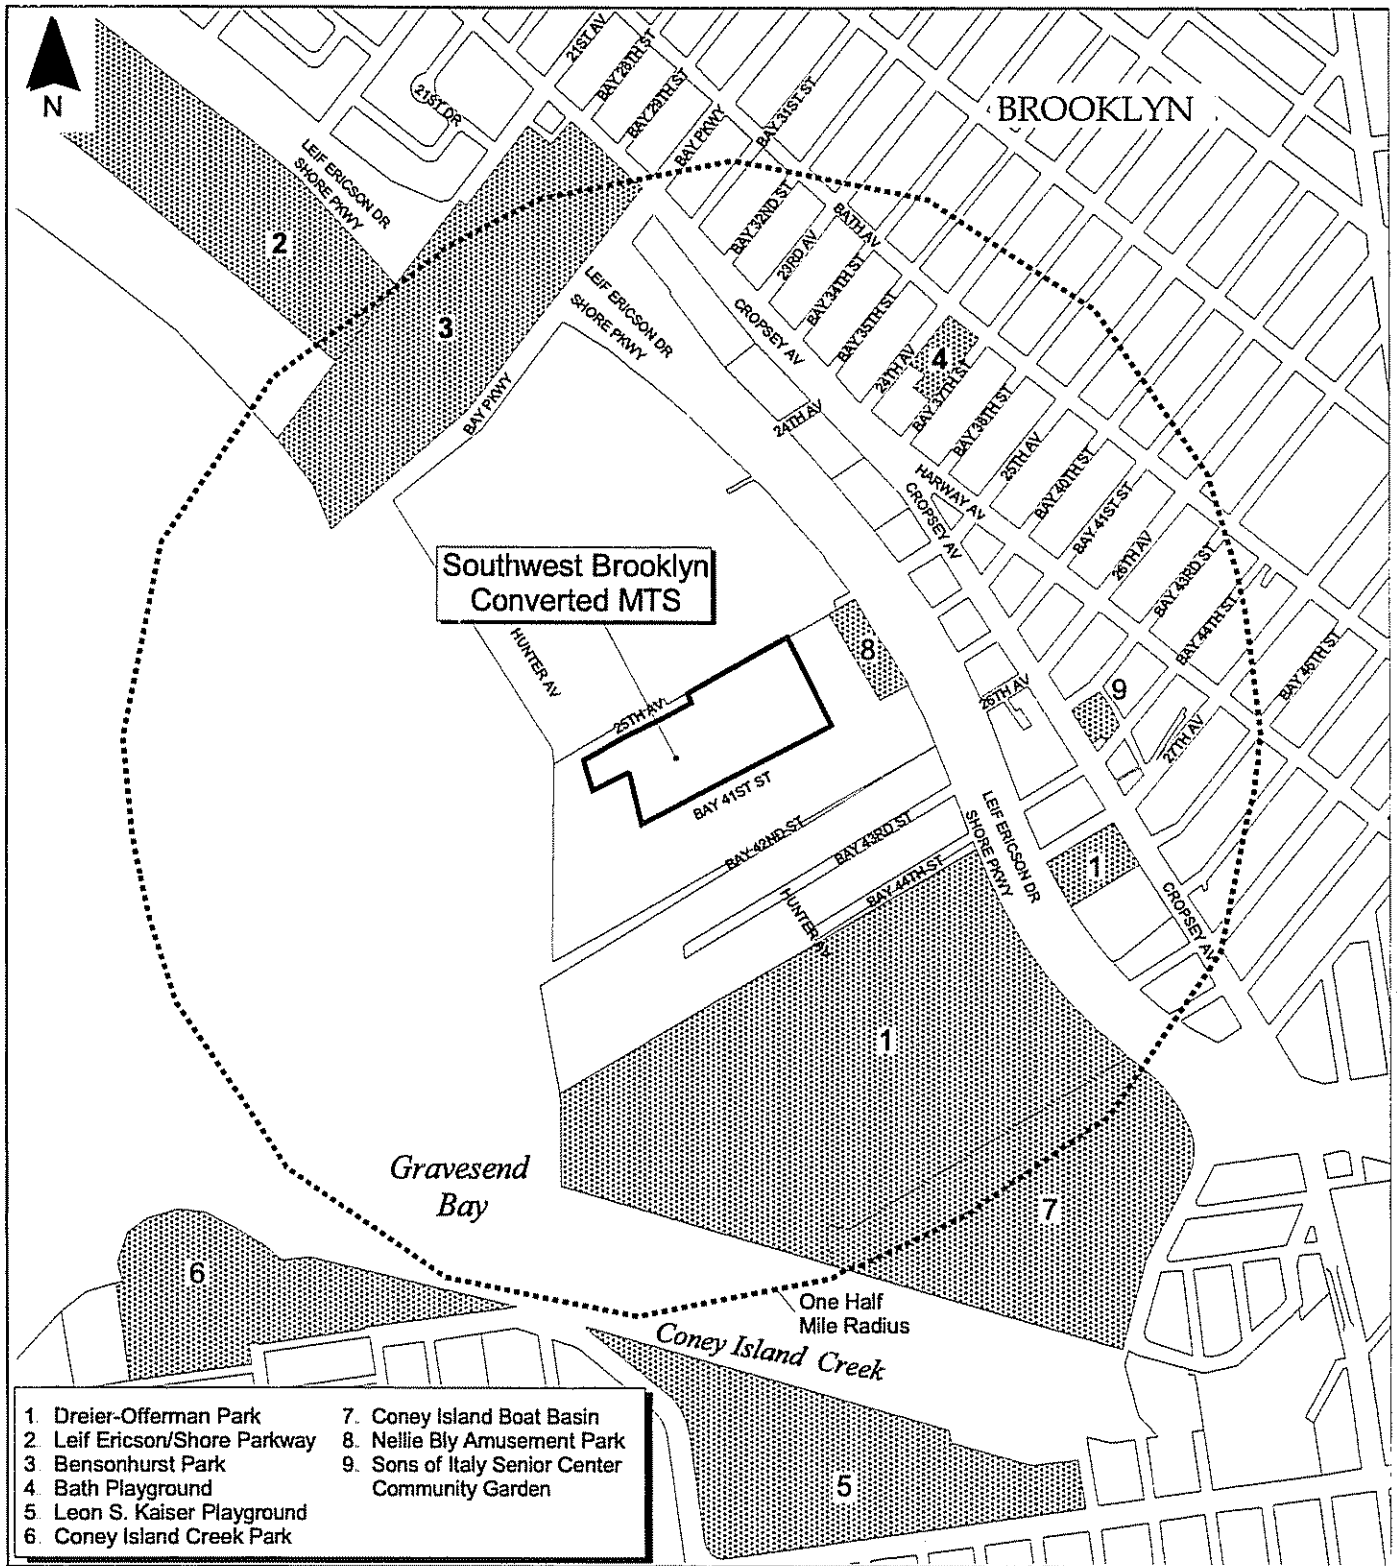 N
BROOKLYN
21ST AV
BAY 28TH ST
BAY 29TH ST
BAY PKWY
BAY 31ST ST
21ST DR
LEIF ERICSON DR
SHORE PKWY
2
3
BAY 32ND ST
23RD AV
BATH AV
BAY 34TH ST
BAY 35TH ST
24TH AV
4
BAY 37TH ST
BAY 38TH ST
25TH AV
BAY 40TH ST
BAY 41ST ST
26TH AV
BAY 43RD ST
BAY 44TH ST
BAY 46TH ST
LEIF ERICSON DR
SHORE PKWY
CROPSEY AV
24TH AV
BAY PKWY
HARWAY AV
CROPSEY AV
Southwest Brooklyn
Converted MTS
HUNTER AV
8
25TH AV
26TH AV
9
27TH AV
BAY 41ST ST
BAY 42ND ST
BAY 43RD ST
BAY 44TH ST
HUNTER AV
LEIF ERICSON DR
SHORE PKWY
1
CROPSEY AV
1
Gravesend
Bay
7
6
One Half
Mile Radius
Coney Island Creek
5
1. Dreier-Offerman Park
2. Leif Ericson/Shore Parkway
3. Bensonhurst Park
4. Bath Playground
5. Leon S. Kaiser Playground
6. Coney Island Creek Park
7. Coney Island Boat Basin
8. Nellie Bly Amusement Park
9. Sons of Italy Senior Center
Community Garden